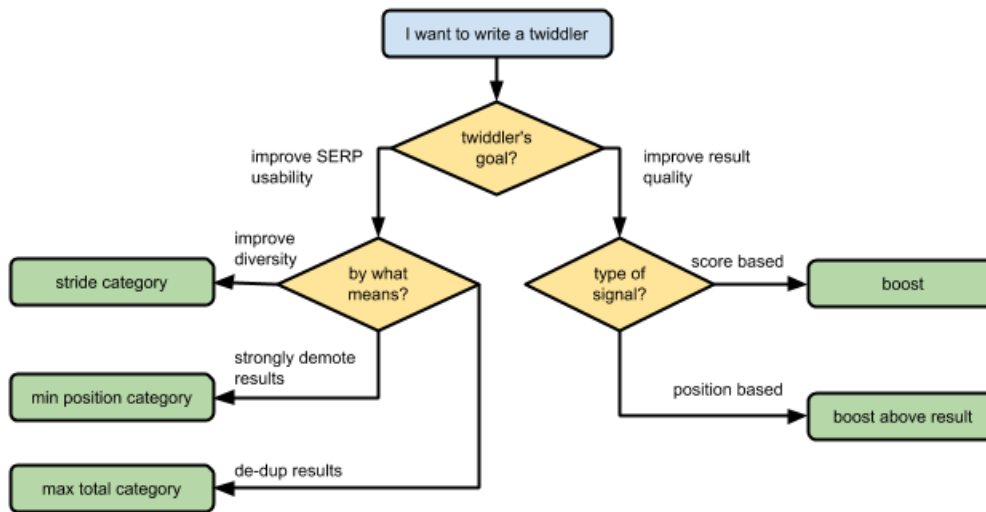 I want to write a twiddler
twiddler's
goal?
improve SERP
usability
improve result
quality
improve
diversity
by what
means?
type of
signal?
score based
stride category
boost
strongly demote
results
min position category
position based
boost above result
de-dup results
max total category